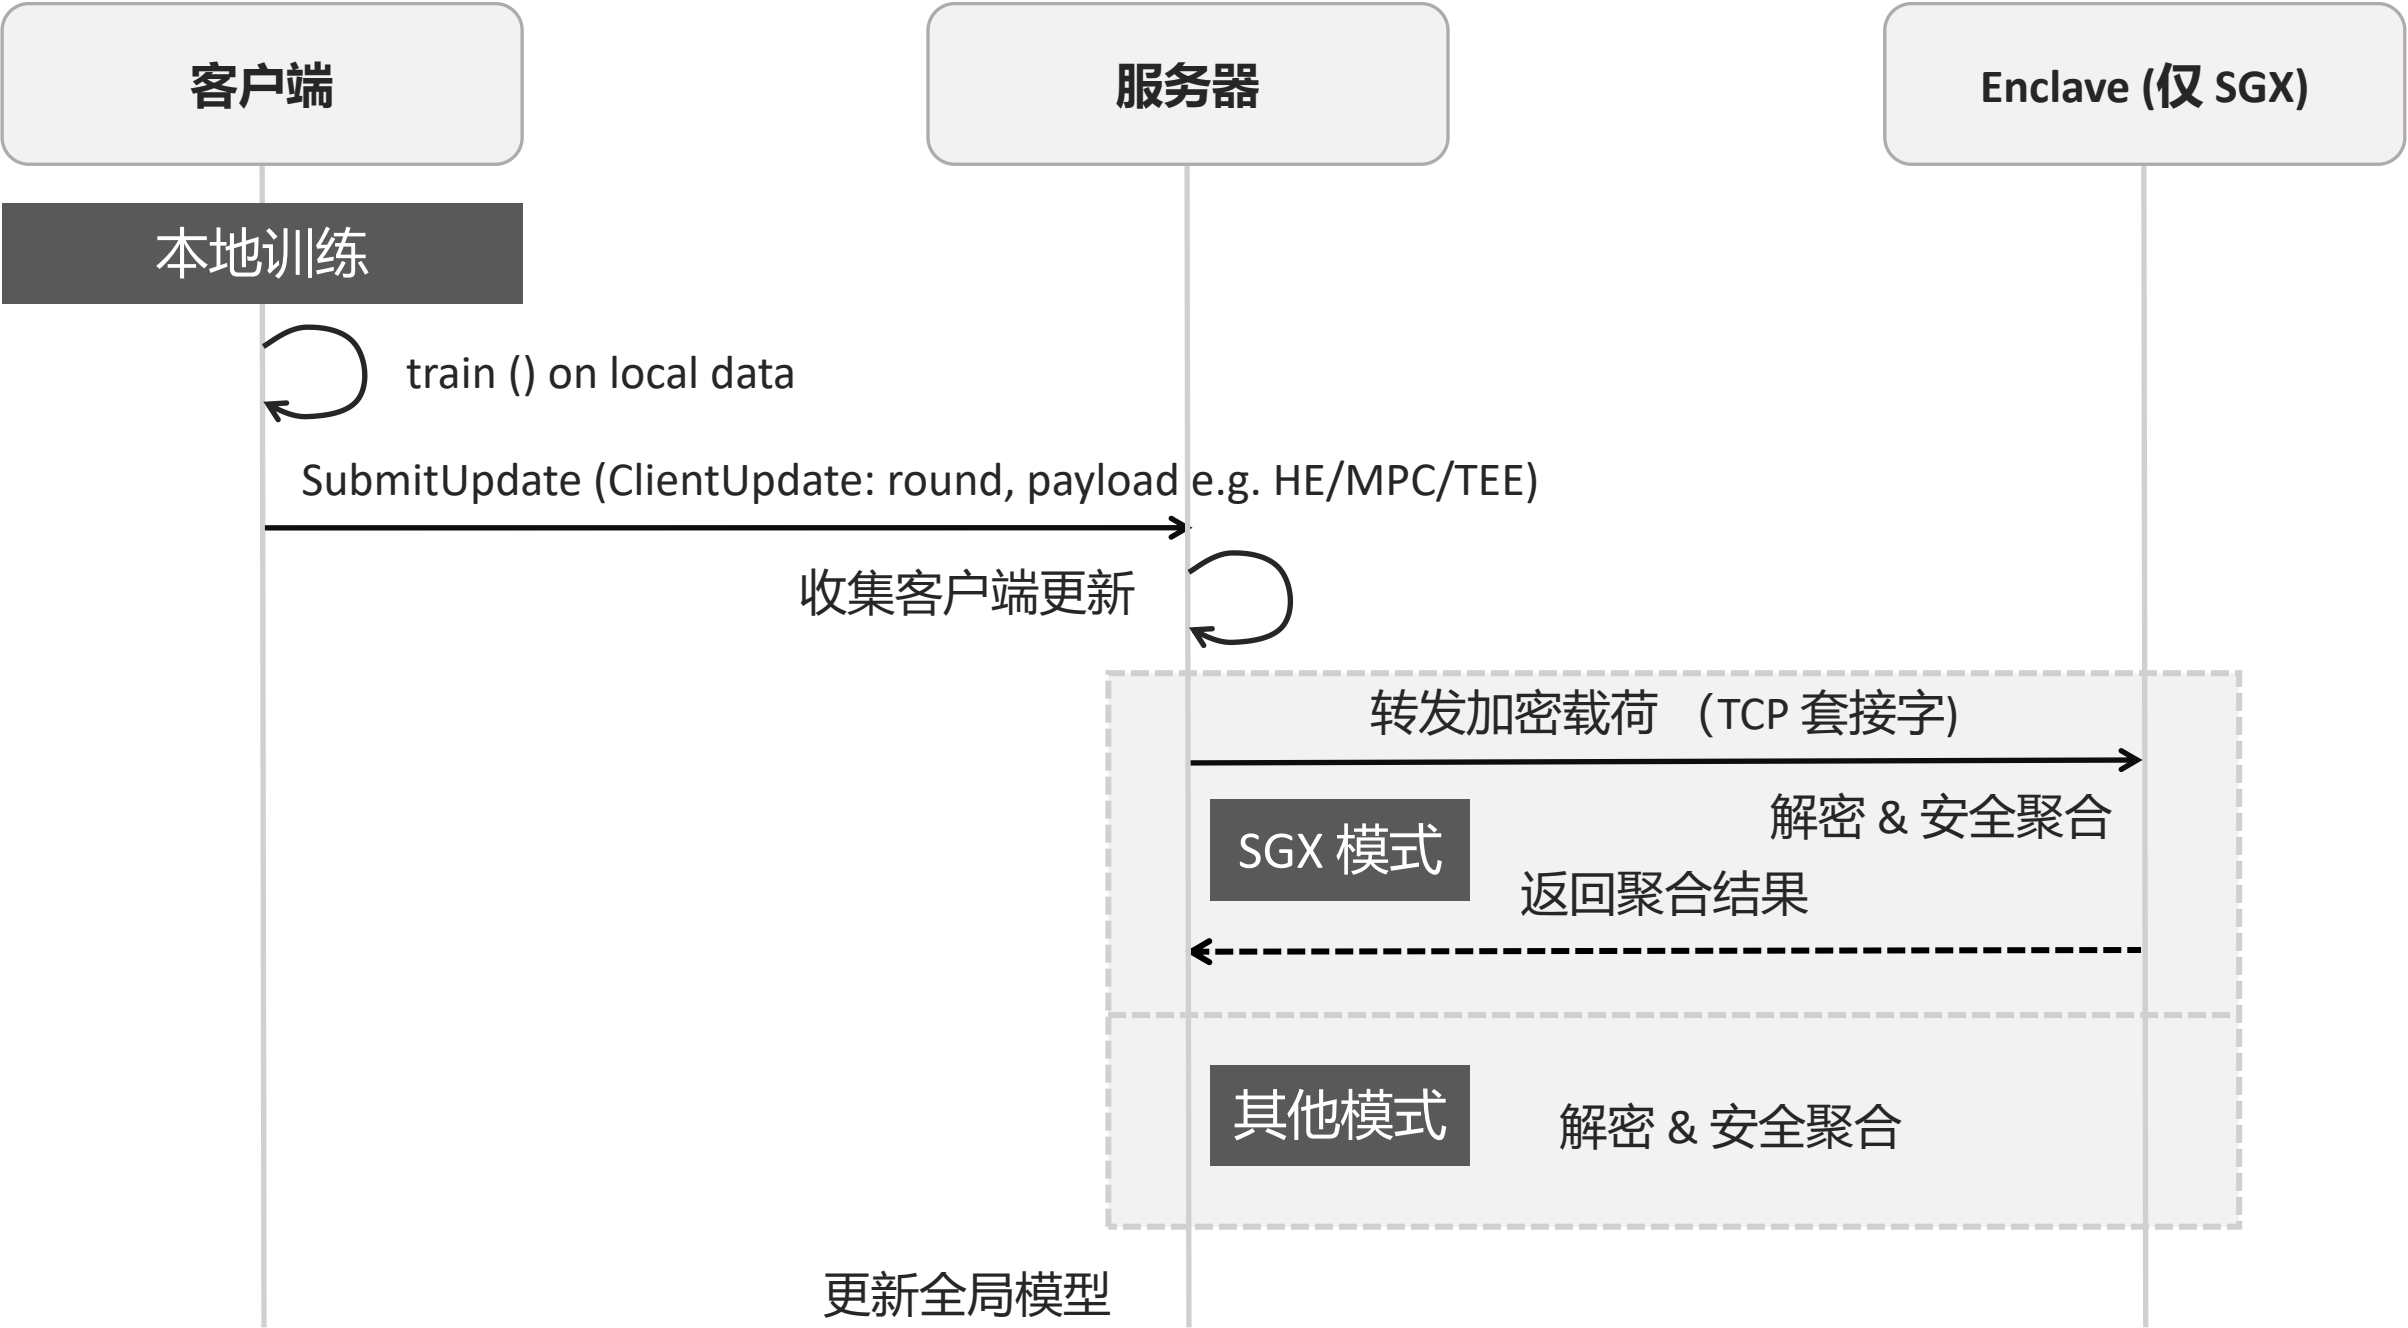 客户端
服务器
Enclave (仅 SGX)
本地训练
train () on local data
SubmitUpdate (ClientUpdate: round, payload e.g. HE/MPC/TEE)
收集客户端更新
转发加密载荷 （TCP 套接字)
解密 & 安全聚合
SGX 模式
返回聚合结果
其他模式
解密 & 安全聚合
更新全局模型